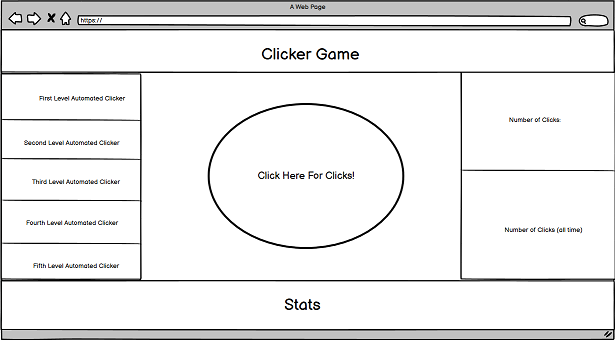 A Web Page
https://
Clicker Game
First Level Automated Clicker
Second Level Automated Clicker
Third Level Automated Clicker
Fourth Level Automated Clicker
Fifth Level Automated Clicker
Click Here For Clicks!
Number of Clicks:
Number of Clicks (all time)
Stats